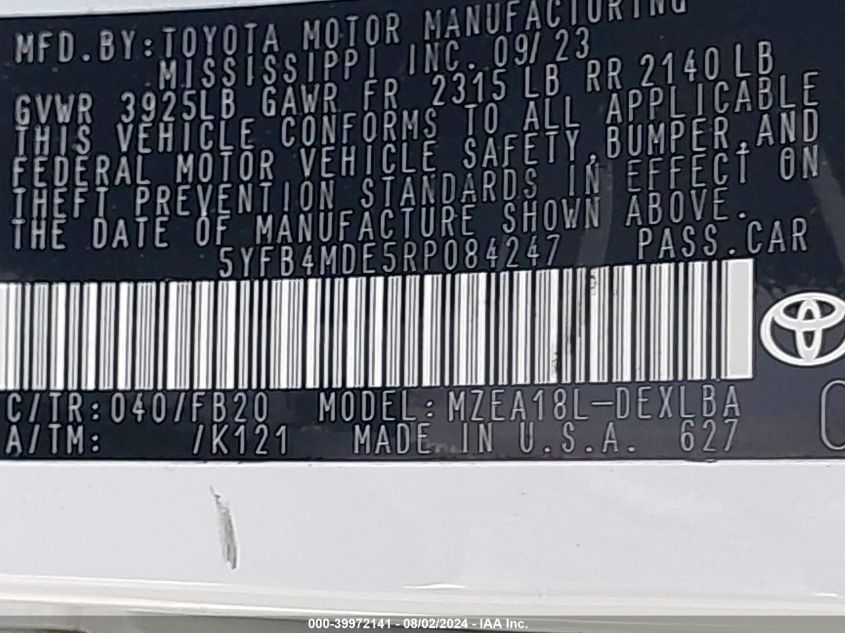 MFD.BY:TOYOTA MOTOR MANUFACTURING
MISSISSIPPI INC. 09/23
GVWR 3925LB GAWR FR 2315 LB RR 2140 LB
THIS VEHICLE CONFORMS TO ALL APPLICABLE
FEDERAL MOTOR VEHICLE SAFETY,BUMPER,AND
THEFT PREVENTION STANDARDS IN EFFECT ON
THE DATE OF MANUFACTURE SHOWN ABOVE.
5YFB4MDE5RP084247 PASS.CAR
C/TR:040/FB20 MODEL:MZEA18L-DEXLBA
A/TM: /K121 MADE IN U.S.A. 627
000-39972141 - 08/02/2024 - IAA Inc.